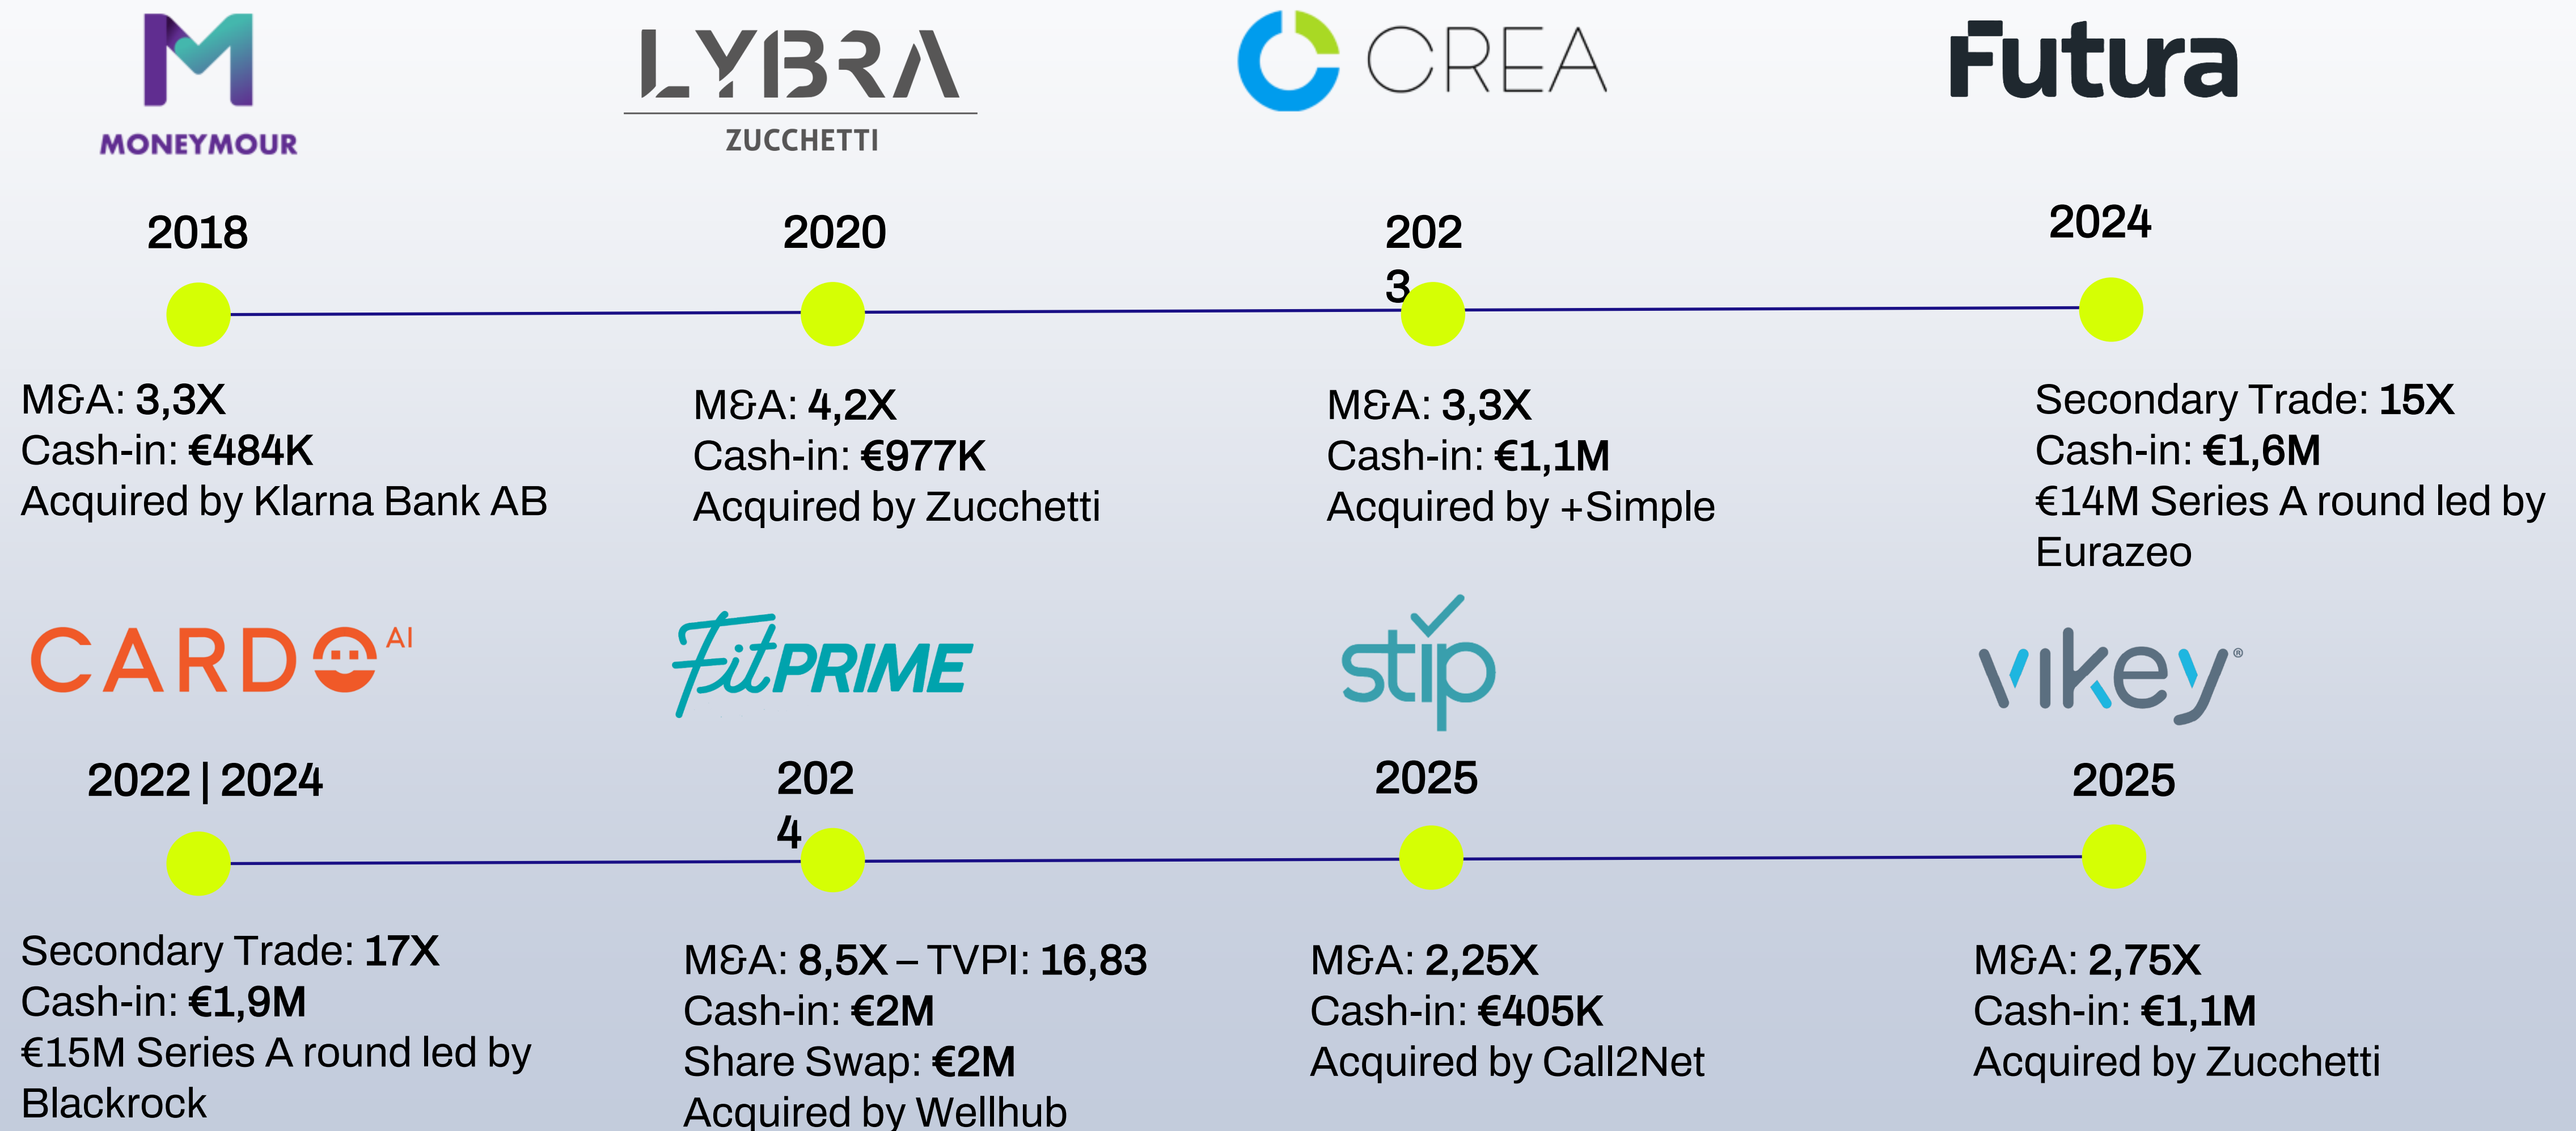 MONEYMOUR
LYBRA
ZUCCHETTI
CREA
Futura
2018
2020
202
3
2024
M&A: 3,3X
Cash-in: €484K
Acquired by Klarna Bank AB
M&A: 4,2X
Cash-in: €977K
Acquired by Zucchetti
M&A: 3,3X
Cash-in: €1,1M
Acquired by +Simple
Secondary Trade: 15X
Cash-in: €1,6M
€14M Series A round led by
Eurazeo
CARDO AI
FitPRIME
stip
vikey®
2022 | 2024
202
4
2025
2025
Secondary Trade: 17X
Cash-in: €1,9M
€15M Series A round led by
Blackrock
M&A: 8,5X – TVPI: 16,83
Cash-in: €2M
Share Swap: €2M
Acquired by Wellhub
M&A: 2,25X
Cash-in: €405K
Acquired by Call2Net
M&A: 2,75X
Cash-in: €1,1M
Acquired by Zucchetti